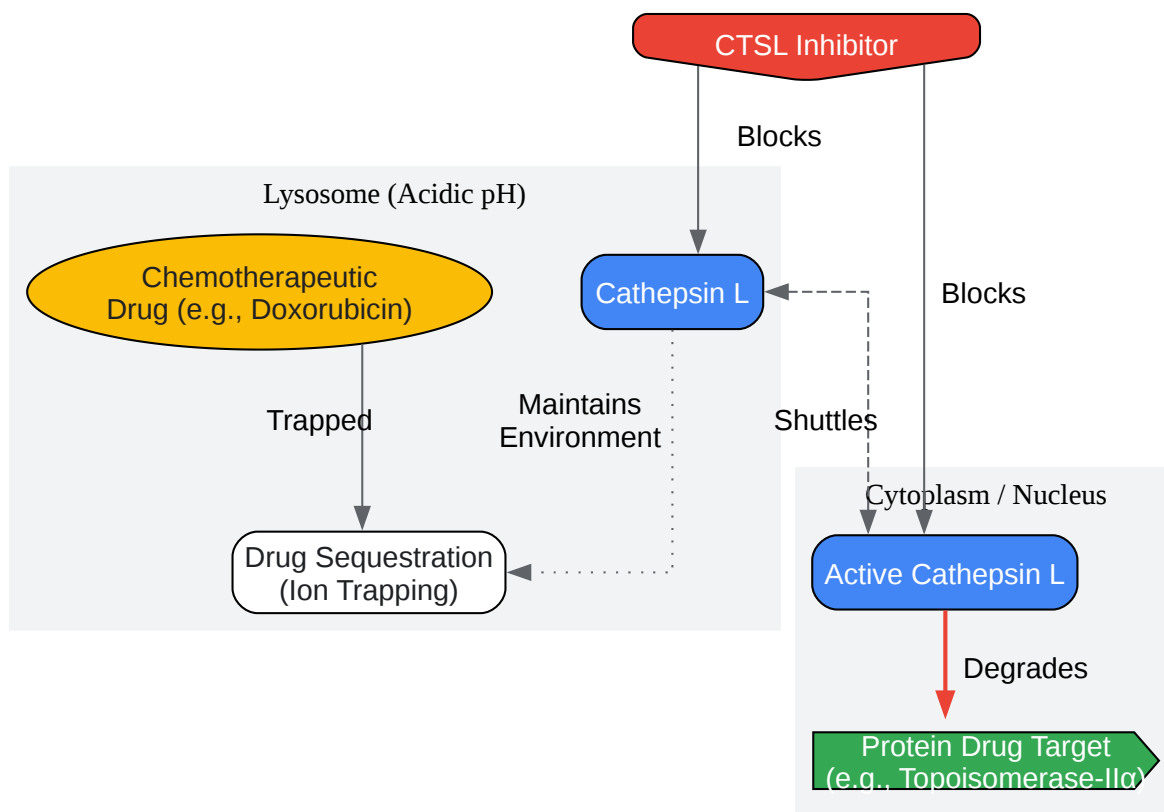 CTSL Inhibitor
Blocks
Lysosome (Acidic pH)
Chemotherapeutic
Drug (e.g., Doxorubicin)
Cathepsin L
Blocks
Trapped
Maintains
Environment
Shuttles
Cytoplasm / Nucleus
Drug Sequestration
(Ion Trapping)
Active Cathepsin L
Degrades
Protein Drug Target
(e.g., Topoisomerase-IIα)